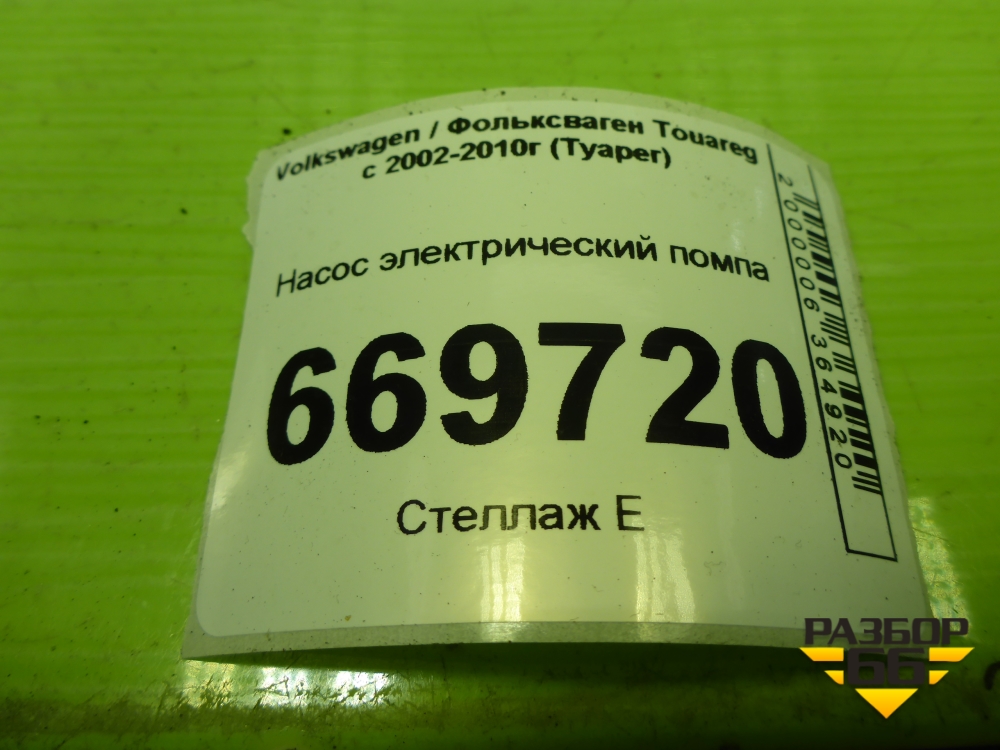 Volkswagen / Фольксваген Touareg
с 2002-2010г (Туарег)
Насос электрический помпа
669720
Стеллаж Е
2000006364920
РАЗБОР
66